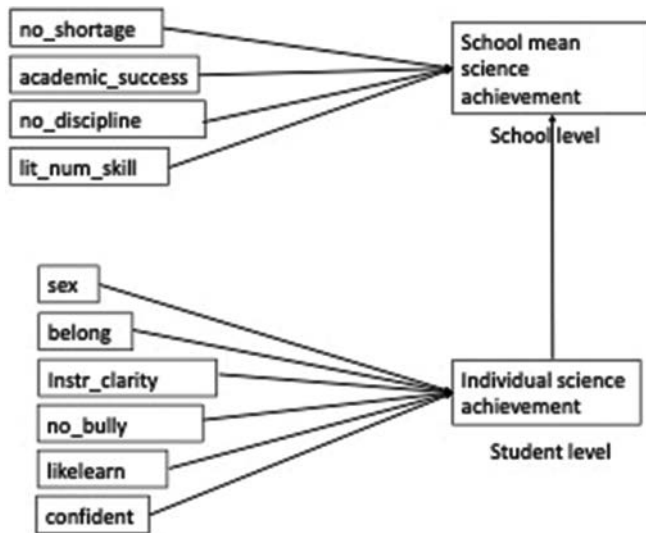 no_shortage
academic_success
no_discipline
lit_num_skill
School mean
science
achievement
School level
sex
belong
Instr_clarity
no_bully
likelearn
confident
Individual science
achievement
Student level